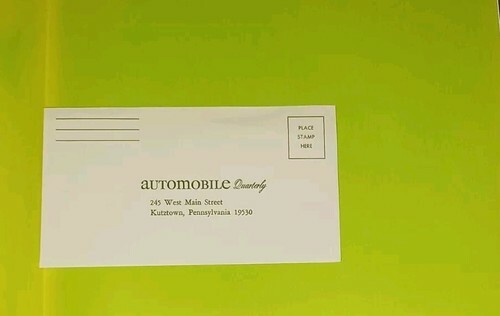 PLACE
STAMP
HERE
AUTOMOBILE Quarterly
245 West Main Street
Kutztown, Pennsylvania 19530